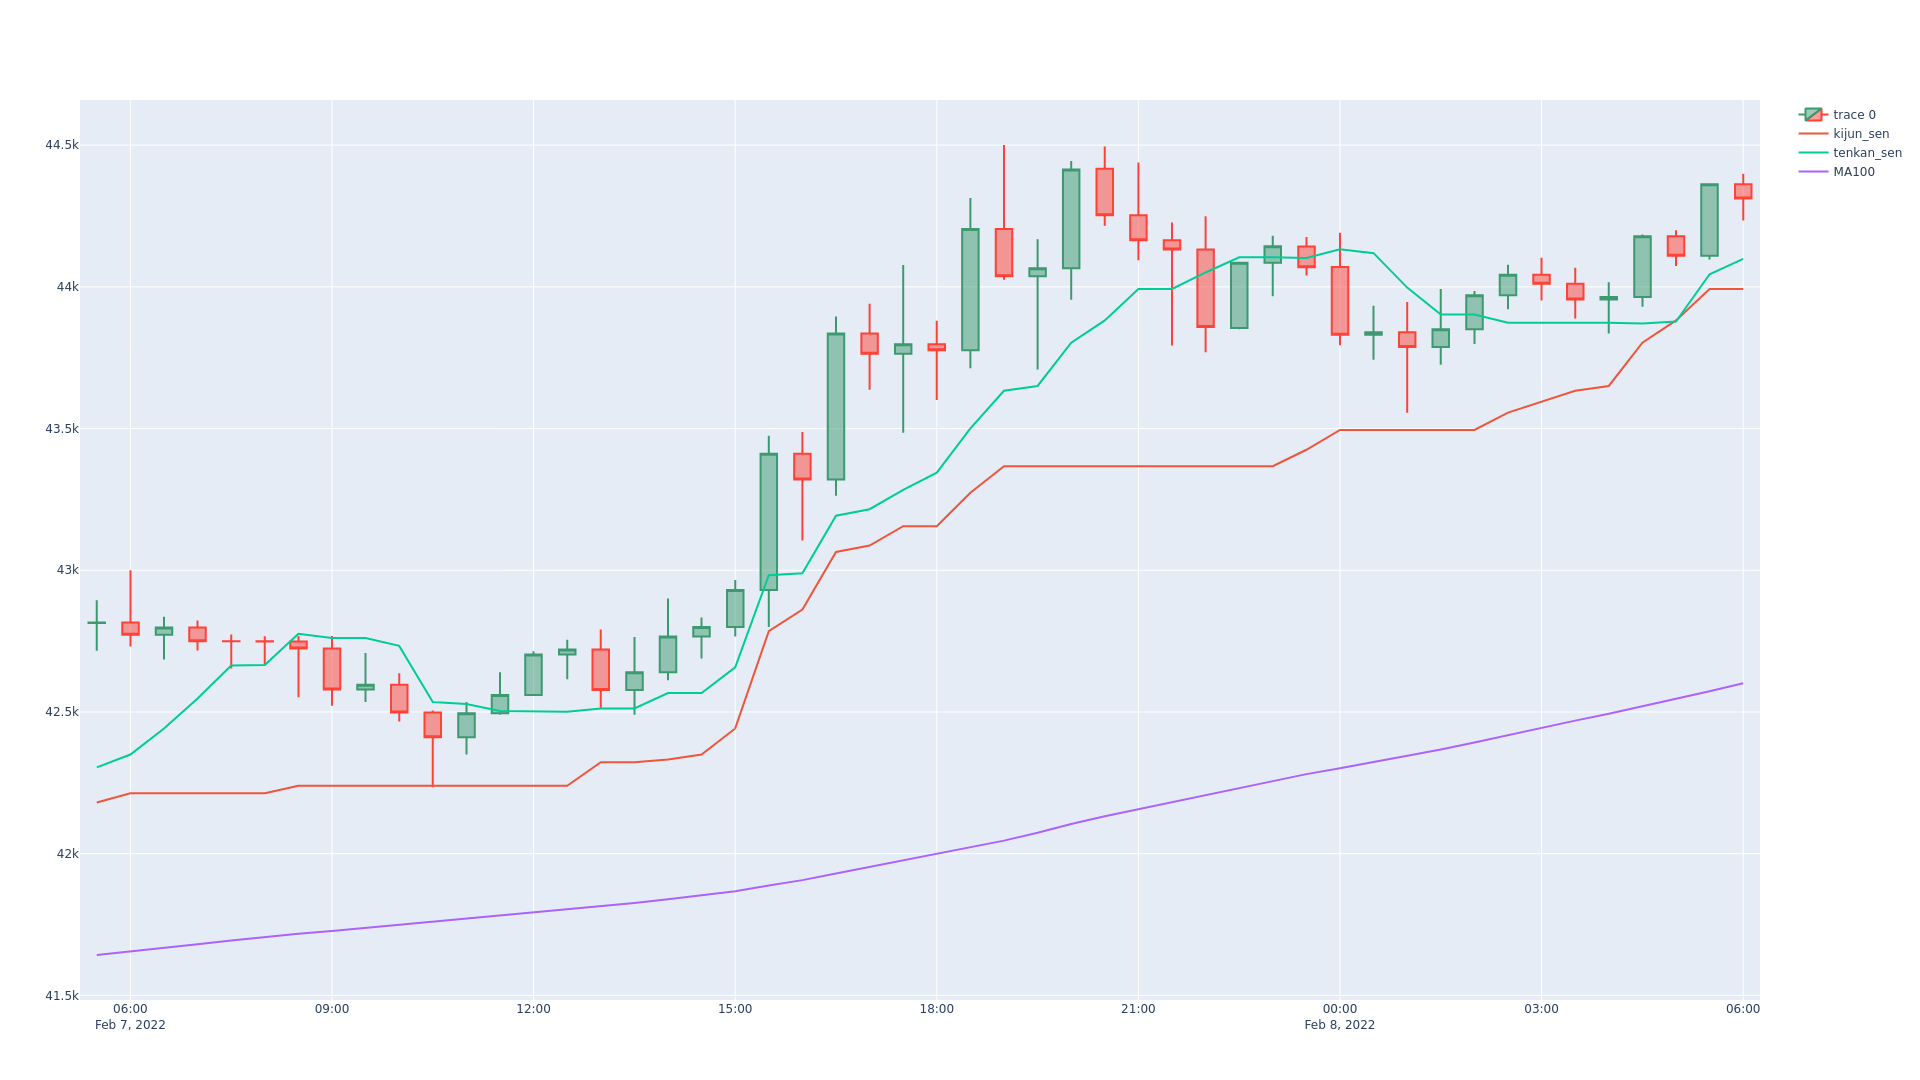 44.5k
44k
43.5k
43k
42.5k
42k
41.5k
06:00 09:00 12:00 15:00 18:00 21:00 00:00 03:00 06:00
Feb 7, 2022 Feb 8, 2022
trace 0
kijun_sen
tenkan_sen
MA100